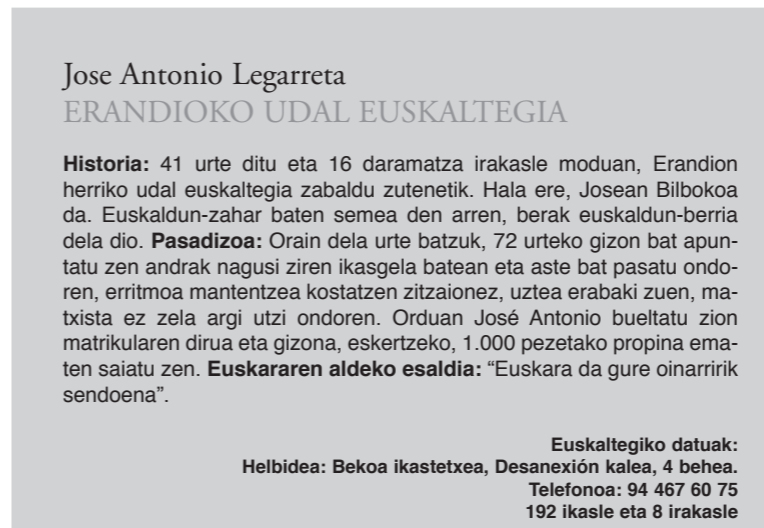 Jose Antonio Legarreta
ERANDIOKO UDAL EUSKALTEGIA
Historia: 41 urte ditu eta 16 daramatza irakasle moduan, Erandion
herriko udal euskaltegia zabaldu zutenetik. Hala ere, Josean Bilbokoa
da. Euskaldun-zahar baten semea den arren, berak euskaldun-berria
dela dio. Pasadizoa: Orain dela urte batzuk, 72 urteko gizon bat apun-
tatu zen andrak nagusi ziren ikasgela batean eta aste bat pasatu ondo-
ren, erritmoa mantentzea kostatzen zitzaionez, uztea erabaki zuen, ma-
txista ez zela argi utzi ondoren. Orduan José Antonio bueltatu zion
matrikularen dirua eta gizona, eskertzeko, 1.000 pezetako propina ema-
ten saiatu zen. Euskararen aldeko esaldia: “Euskara da gure oinarririk
sendoena”.
Euskaltegiko datuak:
Helbidea: Bekoa ikastetxea, Desanexión kalea, 4 behea.
Telefonoa: 94 467 60 75
192 ikasle eta 8 irakasle